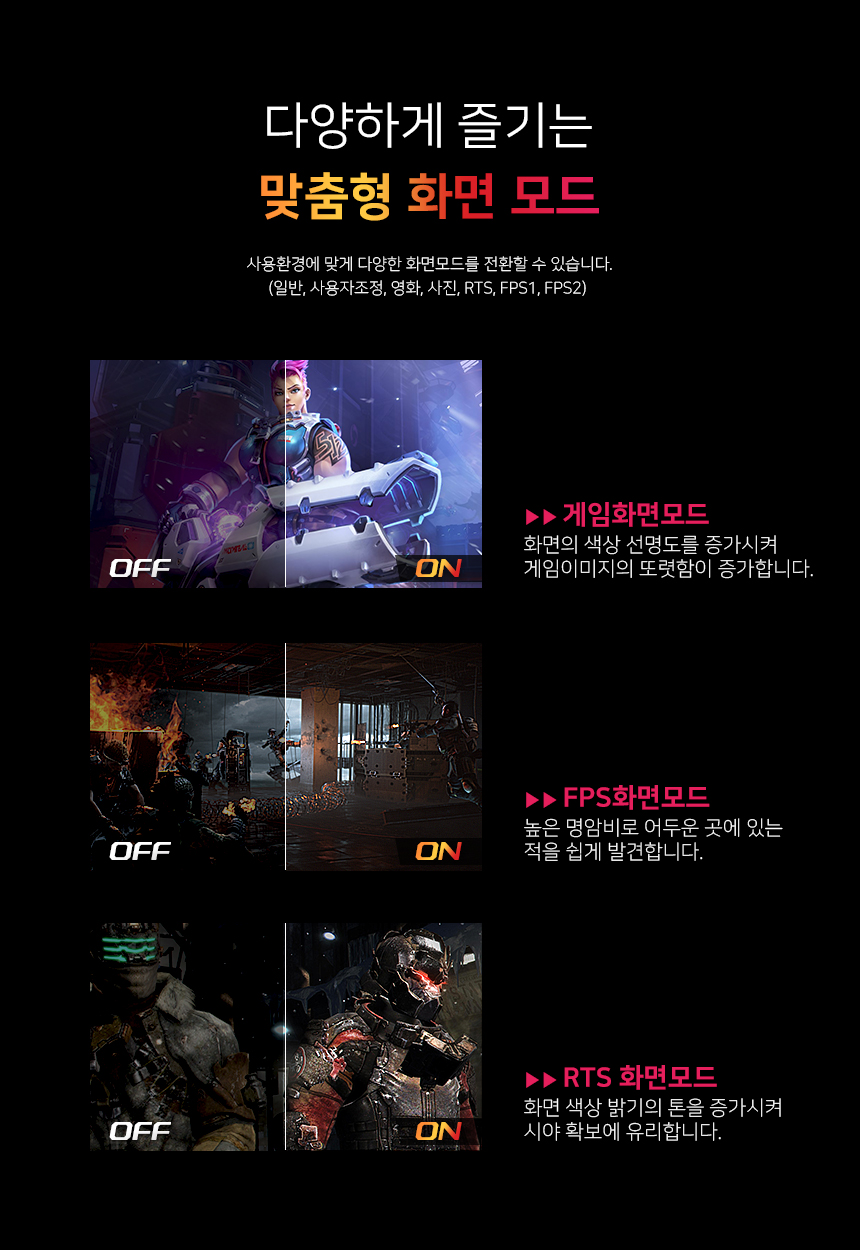 다양하게 즐기는
맞춤형 화면 모드
사용환경에 맞게 다양한 화면모드를 전환할 수 있습니다.
(일반, 사용자조정, 영화, 사진, RTS, FPS1, FPS2)
OFF
ON
▶▶ 게임화면모드
화면의 색상 선명도를 증가시켜
게임이미지의 또렷함이 증가합니다.
OFF
ON
▶▶ FPS화면모드
높은 명암비로 어두운 곳에 있는
적을 쉽게 발견합니다.
OFF
ON
▶▶ RTS 화면모드
화면 색상 밝기의 톤을 증가시켜
시야 확보에 유리합니다.